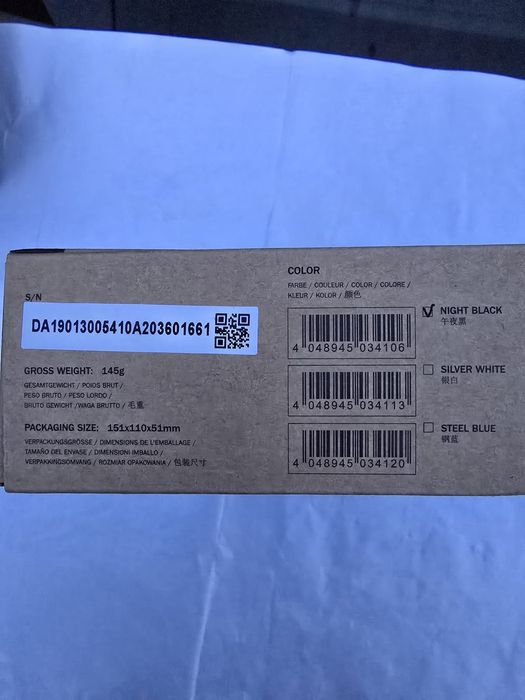 S/N
DA19013005410A203601661
GROSS WEIGHT: 145g
GESAMTGEWICHT / POIDS BRUT /
PESO BRUTO / PESO LORDO /
BRUTO GEWICHT /WAGA BRUTTO / 毛重
PACKAGING SIZE: 151x110x51mm
VERPACKUNGSGRÖSSE / DIMENSIONS DE L'EMBALLAGE /
TAMAÑO DEL ENVASE / DIMENSIONI IMBALLO /
VERPAKKINGSOMVANG / ROZMIAR OPAKOWANIA / 包装尺寸
COLOR
FARBE / COULEUR / COLOR / COLORE /
KLEUR / KOLOR / 颜色
4 048945 034106
NIGHT BLACK
午夜黑
4 048945 034113
SILVER WHITE
银白
4 048945 034120
STEEL BLUE
钢蓝